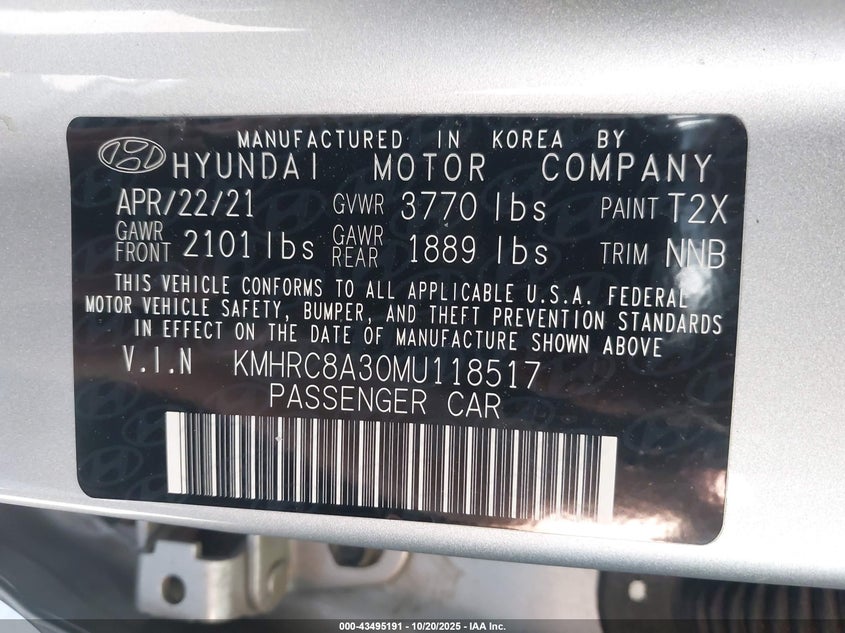 MANUFACTURED IN KOREA BY
HYUNDAI MOTOR COMPANY
APR/22/21 GVWR 3770 lbs PAINT T2X
GAWR FRONT 2101 lbs GAWR REAR 1889 lbs TRIM NNB
THIS VEHICLE CONFORMS TO ALL APPLICABLE U.S.A. FEDERAL
MOTOR VEHICLE SAFETY, BUMPER, AND THEFT PREVENTION STANDARDS
IN EFFECT ON THE DATE OF MANUFACTURE SHOWN ABOVE
V.I.N KMHRC8A30MU118517
PASSENGER CAR
000-43495191 - 10/20/2025 - IAA Inc.